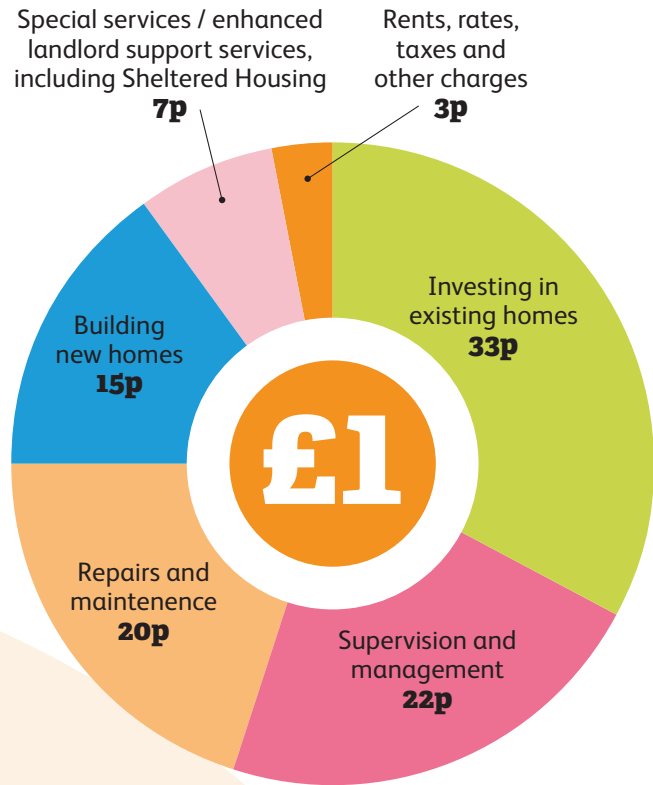 Special services / enhanced
landlord support services,
including Sheltered Housing
7p
Rents, rates,
taxes and
other charges
3p
Investing in
existing homes
33p
Building
new homes
15p
£1
Repairs and
maintenence
20p
Supervision and
management
22p